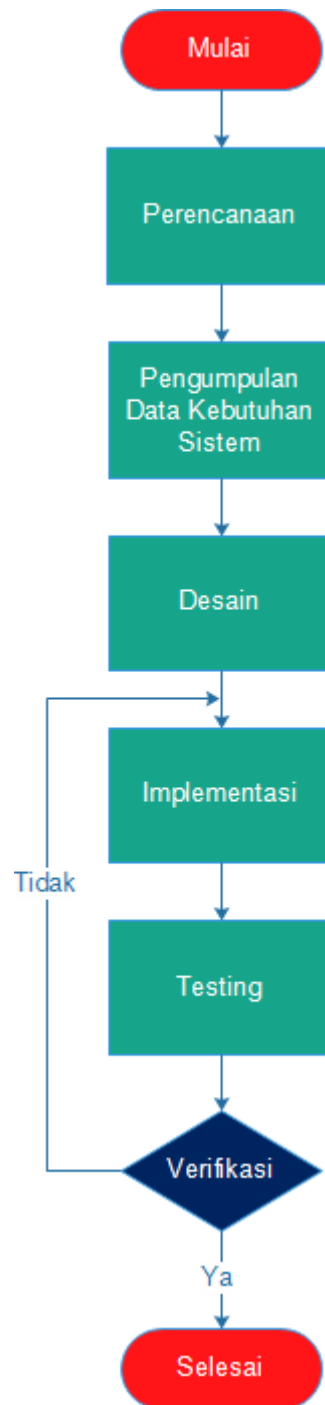 Mulai
Perencanaan
Pengumpulan
Data Kebutuhan
Sistem
Desain
Implementasi
Tidak
Testing
Verifikasi
Ya
Selesai